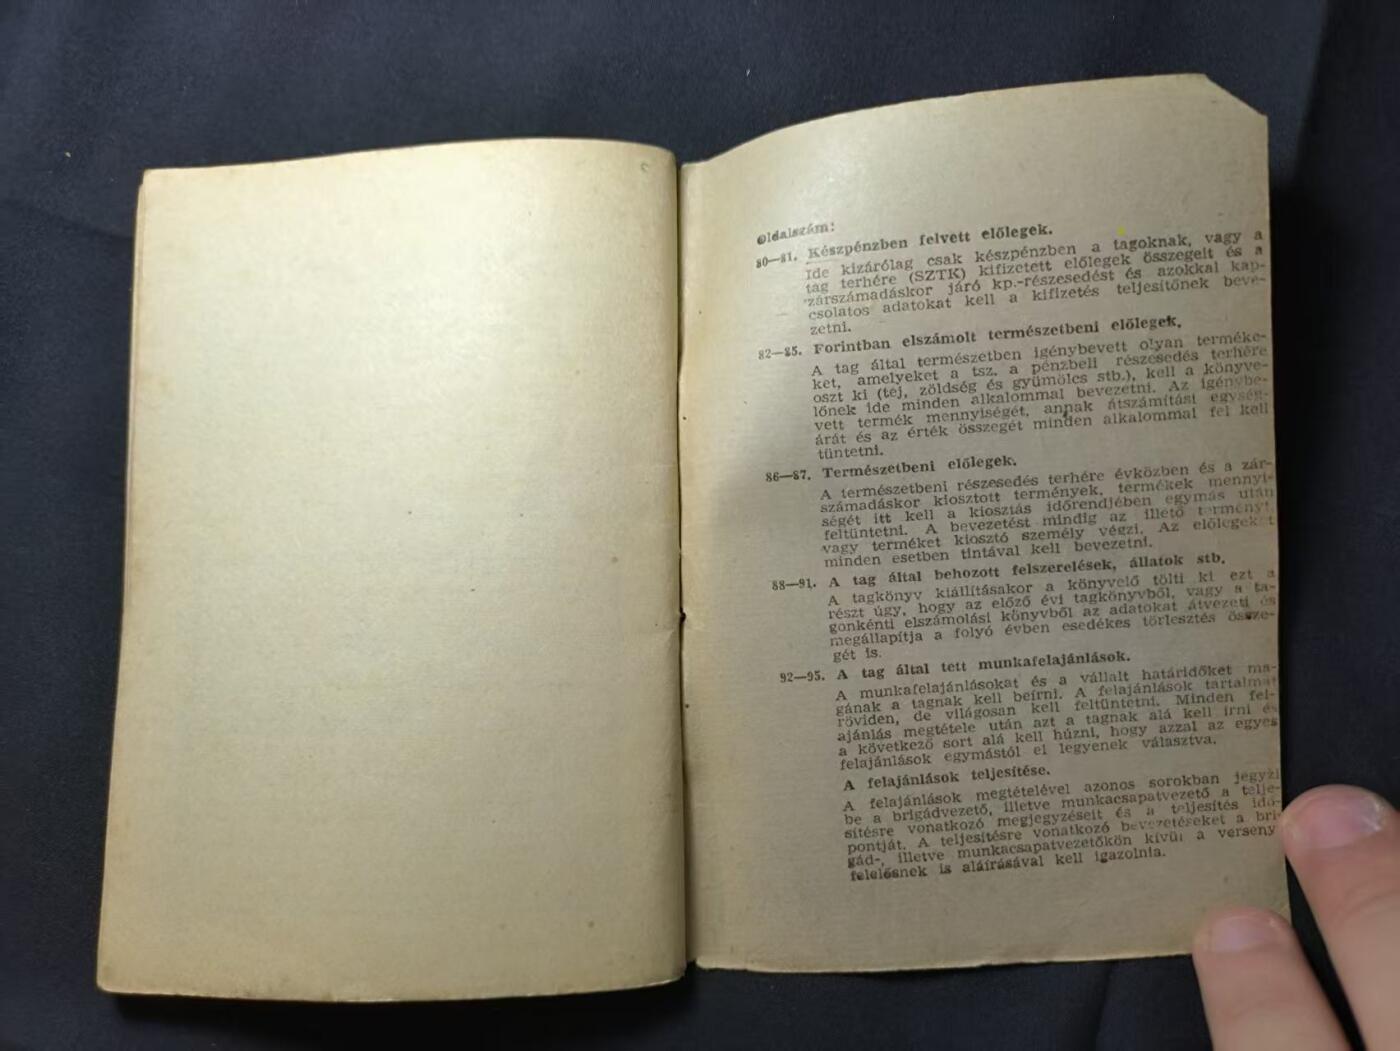 Oldalszám:
80—81. Készpénzben felvett előlegek.
Ide kizárólag csak készpénzben a tagoknak, vagy a
tag terhére (SZTK) kifizetett előlegek összegeit és a
zárszámadáskor járó kp.-részesedést és azokkal kap-
csolatos adatokat kell a kifizetés teljesítőnek beve-
zetni.
82—85. Forintban elszámolt természetbeni előlegek.
A tag által természetben igénybevett olyan terméke-
ket, amelyeket a tsz. a pénzbeli részesedés terhére
oszt ki (tej, zöldség és gyümölcs stb.), kell a könyve-
lőnek ide minden alkalommal bevezetni. Az igénybe-
vett termék mennyiségét, annak átszámítási egység-
árát és az érték összegét minden alkalommal fel kell
tüntetni.
86—87. Természetbeni előlegek.
A természetbeni részesedés terhére évközben és a zár-
számadáskor kiosztott termények, termékek mennyi-
ségét itt kell a kiosztás időrendjében egymás után
feltüntetni. A bevezetést mindig az illető terményt
vagy terméket kiosztó személy végzi. Az előlegeket
minden esetben tintával kell bevezetni.
88—91. A tag által behozott felszerelések, állatok stb.
A tagkönyv kiállításakor a könyvelő tölti ki ezt a
részt úgy, hogy az előző évi tagkönyvből, vagy a ta-
gonkénti elszámolási könyvből az adatokat átvezeti és
megállapítja a folyó évben esedékes törlesztés össze-
gét is.
92—95. A tag által tett munkafelajánlások.
A munkafelajánlásokat és a vállalt határidőket ma-
gának a tagnak kell beírni. A felajánlások tartalmát
röviden, de világosan kell feltüntetni. Minden fel-
ajánlás megtétele után azt a tagnak alá kell írni és
a következő sort alá kell húzni, hogy azzal az egyes
felajánlások egymástól el legyenek választva.
A felajánlások teljesítése.
A felajánlások megtételével azonos sorokban jegyzi
be a brigádvezető, illetve munkacsapatvezető a telje-
sítésre vonatkozó megjegyzéseit és a teljesítés idő-
pontját. A teljesítésre vonatkozó bevezetéseket a bri-
gád-, illetve munkacsapatvezetőkön kívül a verseny
felelősnek is aláírásával kell igazolnia.